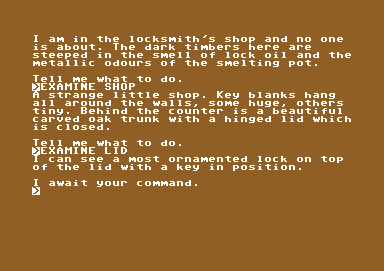 I am in the locksmith's shop and no one
is about. The dark timbers here are
steeped in the smell of lock oil and the
metallic odours of the smelting pot.
Tell me what to do.
>EXAMINE SHOP
A strange little shop. Key blanks hang
all around the walls, some huge, others
tiny. Behind the counter is a beautiful
carved oak trunk with a hinged lid which
is closed.
Tell me what to do.
>EXAMINE LID
I can see a most ornamented lock on top
of the lid with a key in position.
I await your command.
>